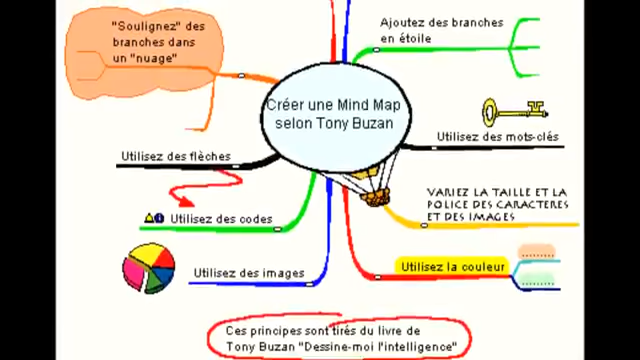 "Soulignez" des
branches dans
un "nuage"
Ajoutez des branches
en étoile
Créer une Mind Map
selon Tony Buzan
Utilisez des mots-clés
Utilisez des flèches
VARIEZ LA TAILLE ET LA
POLICE DES CARACTERES
ET DES IMAGES
Utilisez des codes
Utilisez la couleur
Utilisez des images
Ces principes sont tirés du livre de
Tony Buzan "Dessine-moi l'intelligence"